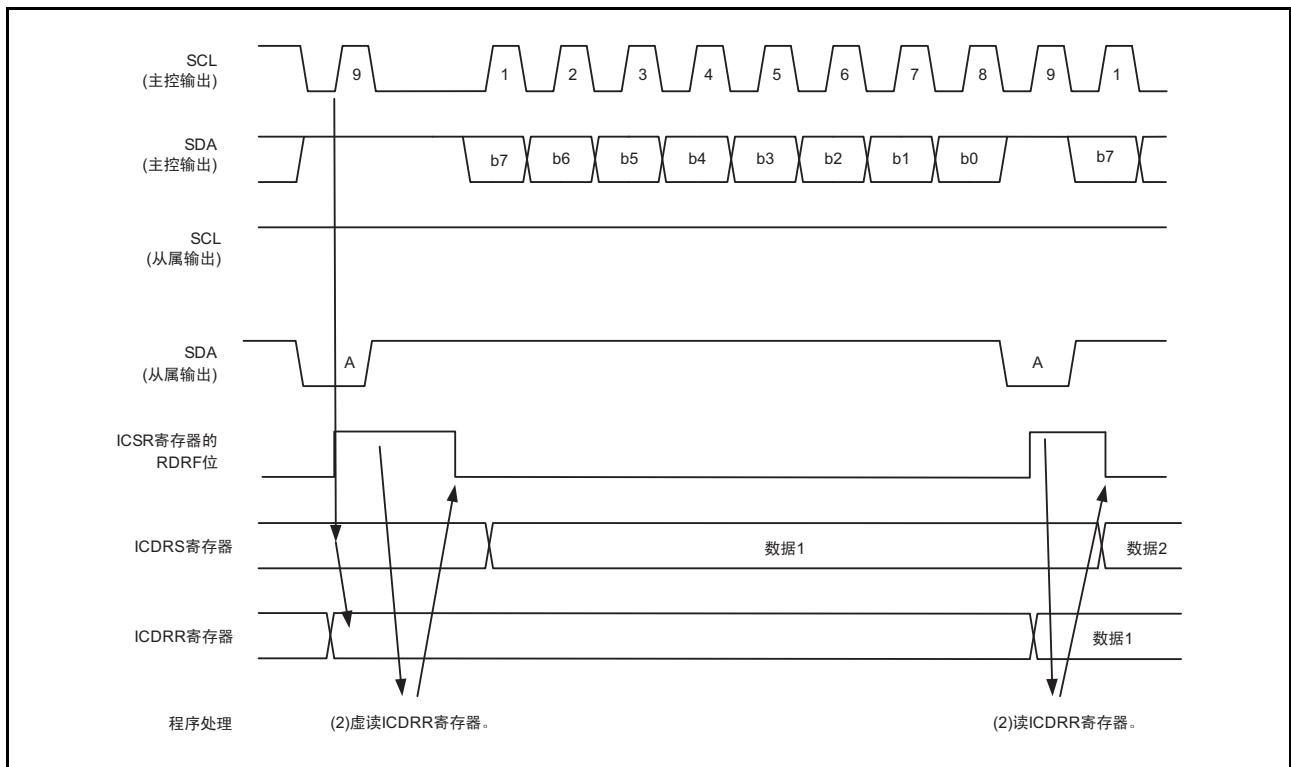 SCL
(主控输出)
9
1
2
3
4
5
6
7
8
9
1
SDA
(主控输出)
b7
b6
b5
b4
b3
b2
b1
b0
b7
SCL
(从属输出)
SDA
(从属输出)
A
A
ICSR寄存器的
RDRF位
ICDRS寄存器
数据1
数据2
ICDRR寄存器
数据1
程序处理
(2)虚读ICDRR寄存器。
(2)读ICDRR寄存器。